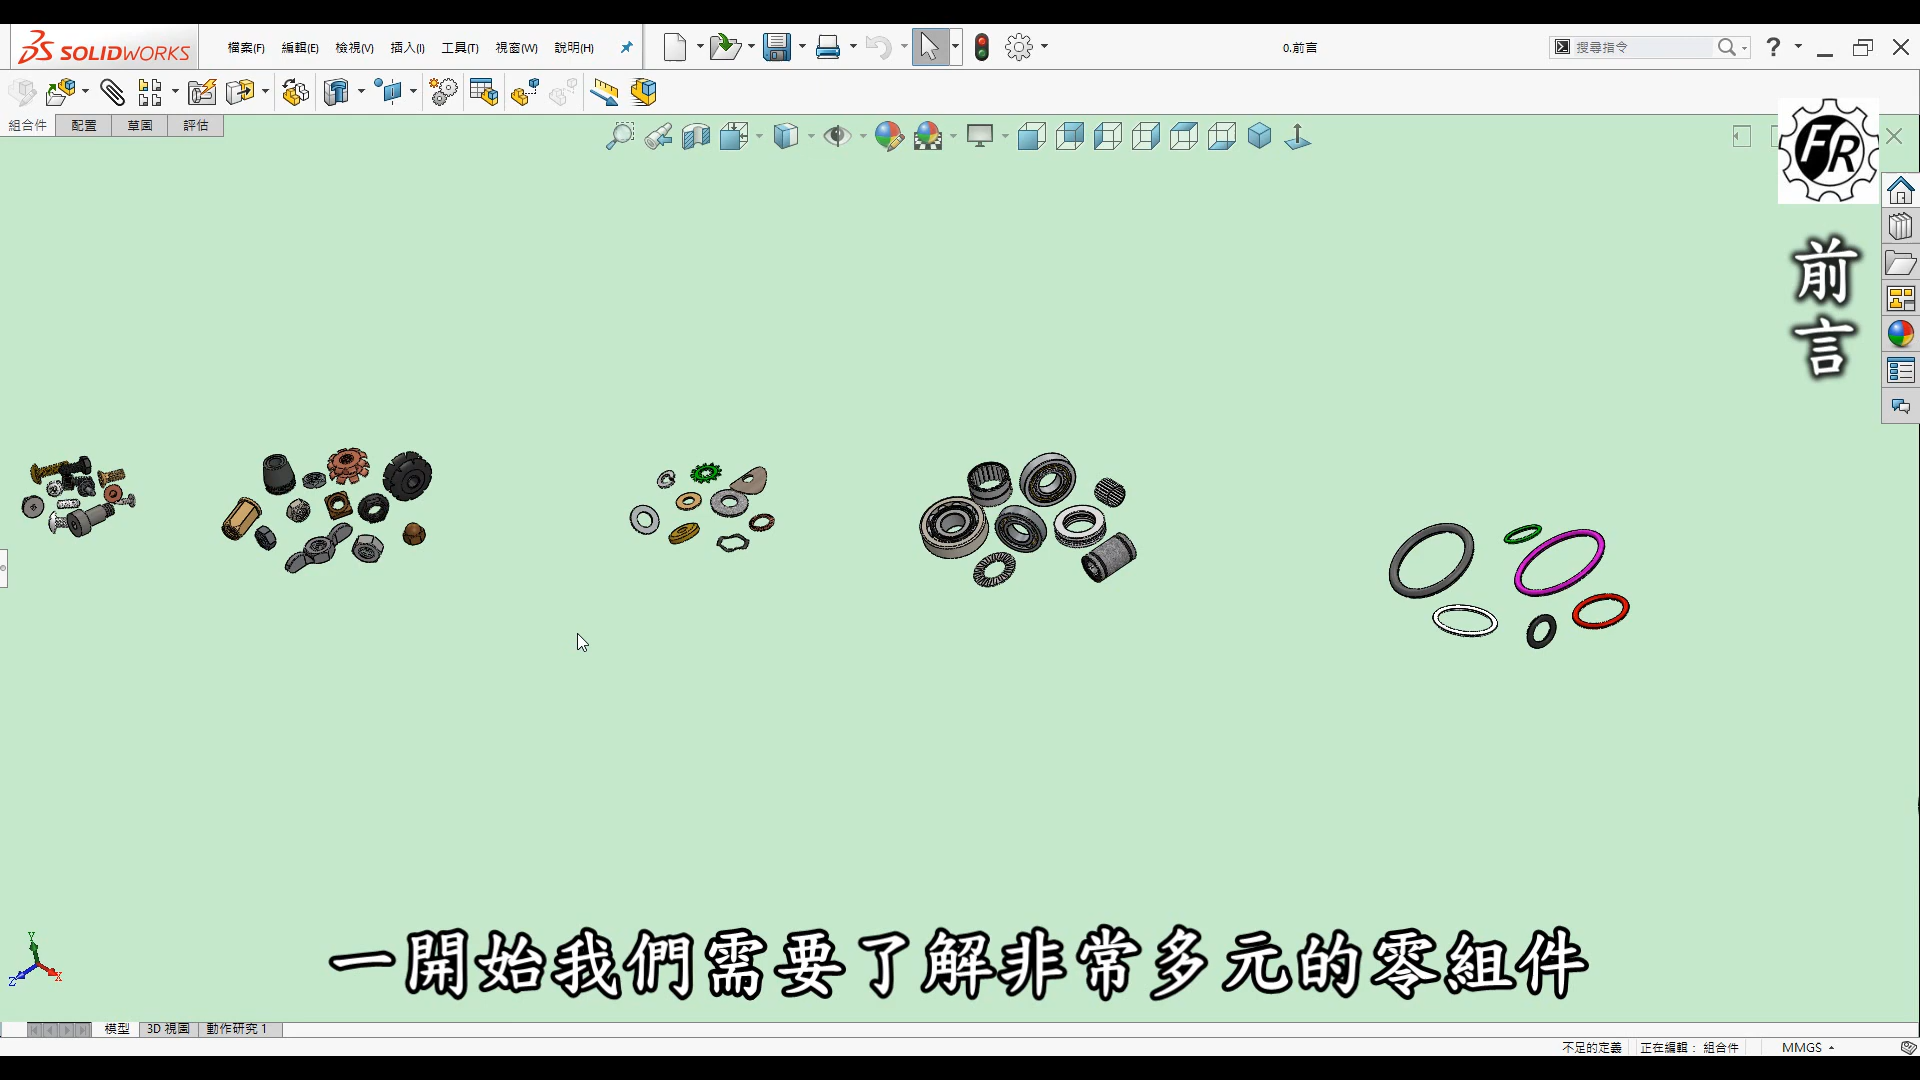 SOLIDWORKS
檔案(F) 編輯(E) 檢視(V) 插入(I) 工具(T) 視窗(W) 說明(H)
0.前言
搜尋指令
?
組合件 配置 草圖 評估
FR
前言
Y
Z
X
一開始我們需要了解非常多元的零組件
模型 3D 視圖 動作研究 1
不足的定義 正在編輯： 組合件 MMGS